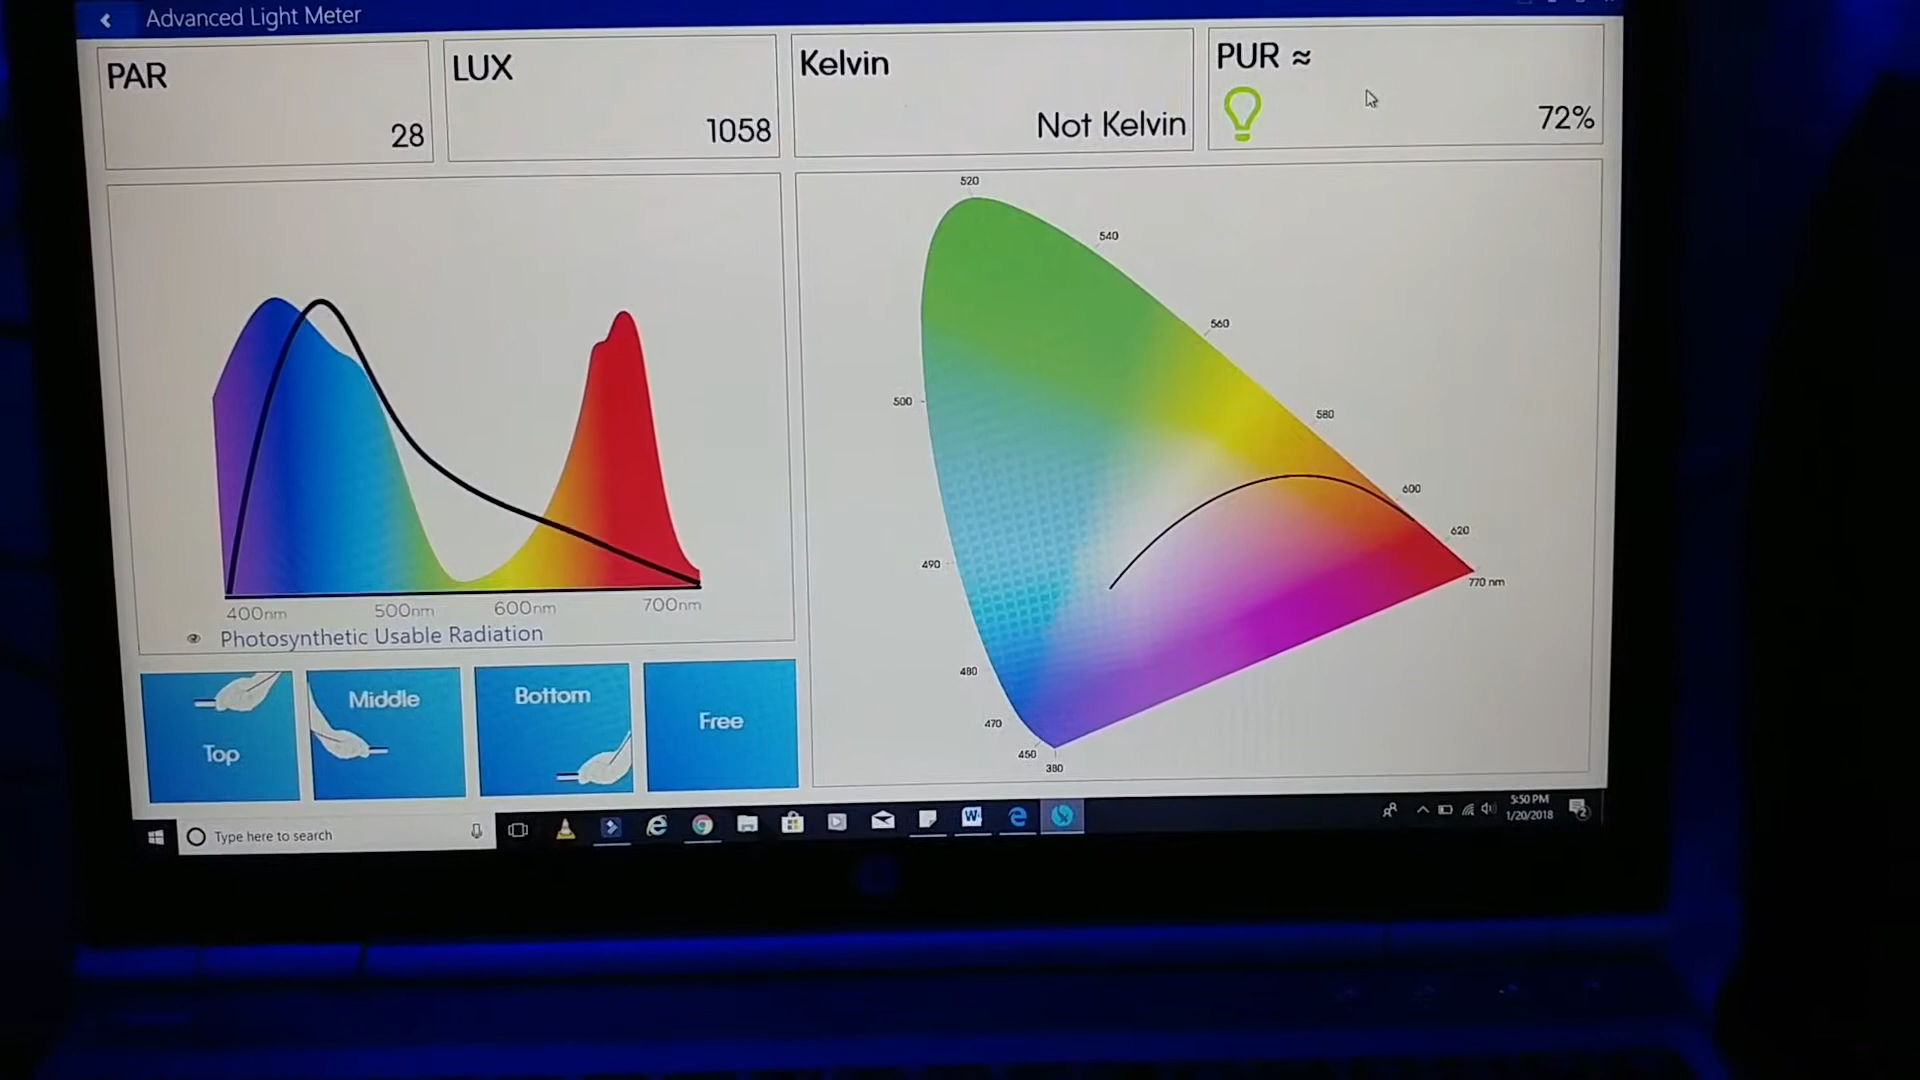 Advanced Light Meter
PAR
28
LUX
1058
Kelvin
Not Kelvin
PUR ≈
72%
400nm 500nm 600nm 700nm
Photosynthetic Usable Radiation
520
540
560
500
580
600
620
490
770 nm
480
470
450
380
Top
Middle
Bottom
Free
Type here to search
5:50 PM
1/20/2018
2